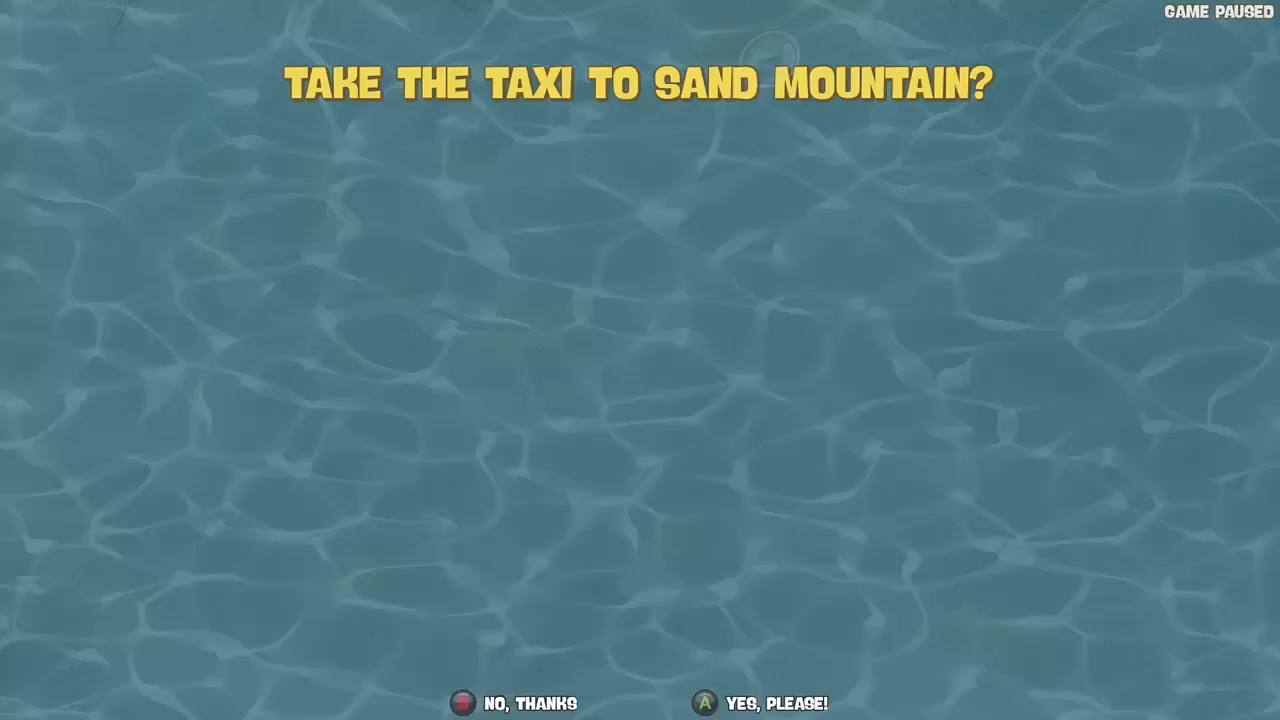 GAME PAUSED
TAKE THE TAXI TO SAND MOUNTAIN?
NO, THANKS
A YES, PLEASE!